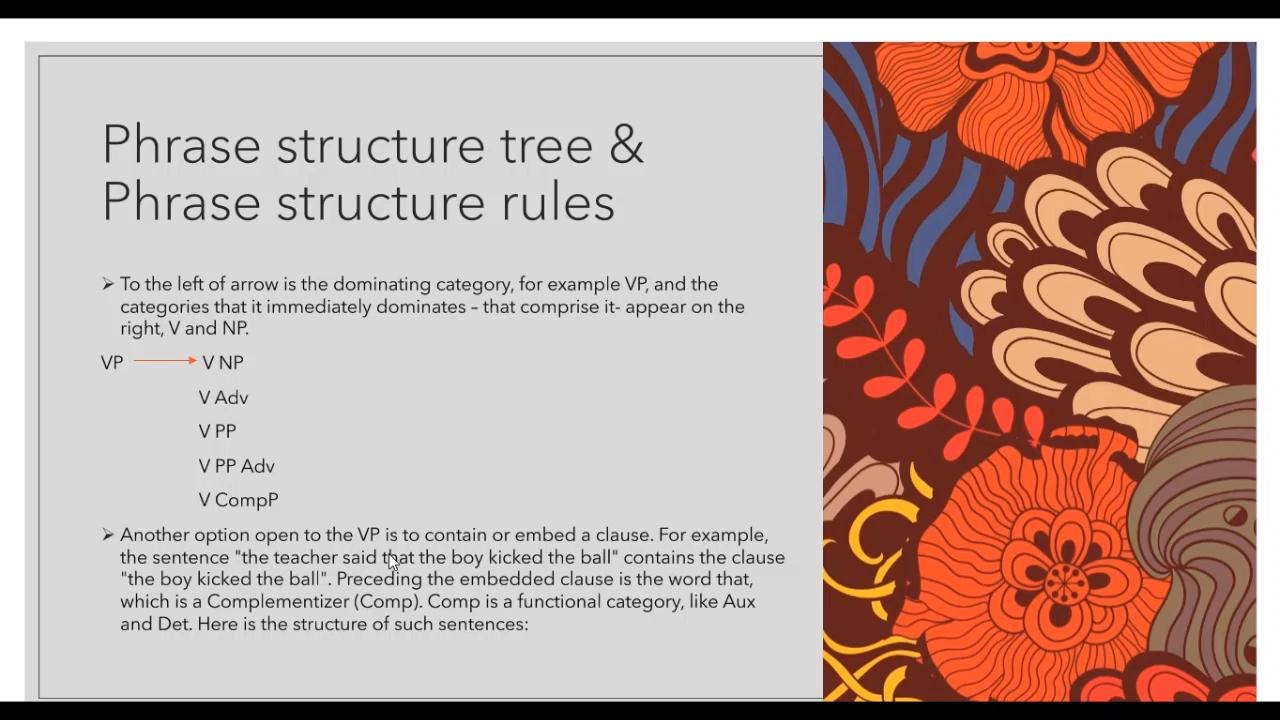 Phrase structure tree &
Phrase structure rules
➢ To the left of arrow is the dominating category, for example VP, and the
categories that it immediately dominates – that comprise it- appear on the
right, V and NP.
VP → V NP
V Adv
V PP
V PP Adv
V CompP
➢ Another option open to the VP is to contain or embed a clause. For example,
the sentence "the teacher said that the boy kicked the ball" contains the clause
"the boy kicked the ball". Preceding the embedded clause is the word that,
which is a Complementizer (Comp). Comp is a functional category, like Aux
and Det. Here is the structure of such sentences: